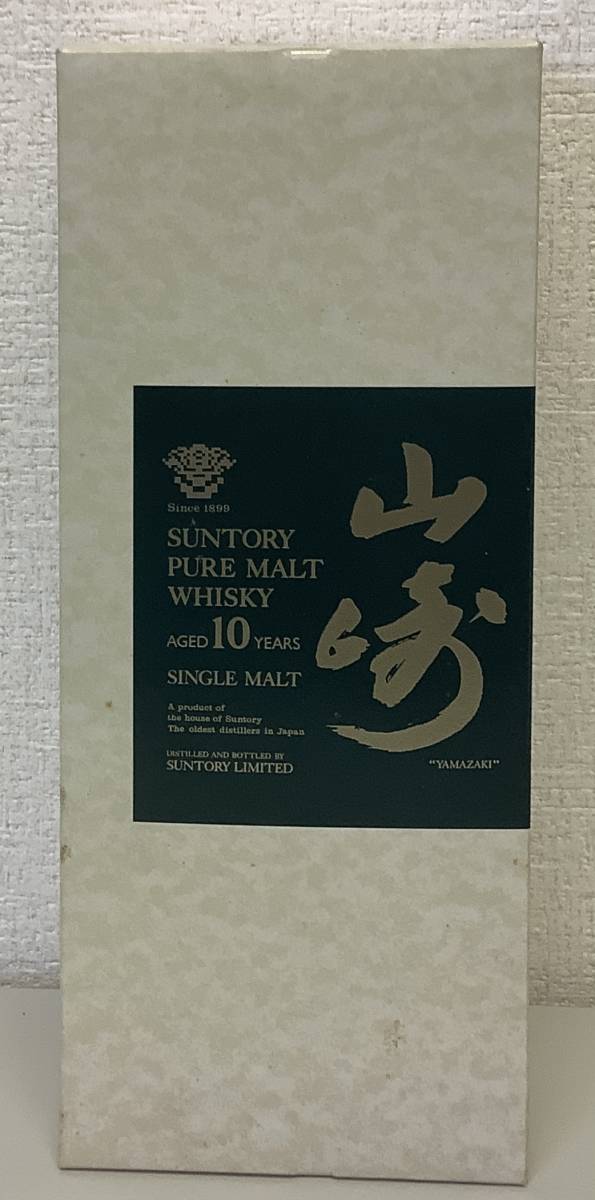 Since 1899
SUNTORY
PURE MALT
WHISKY
AGED 10 YEARS
SINGLE MALT
A product of
the house of Suntory
The oldest distillers in Japan
DISTILLED AND BOTTLED BY
SUNTORY LIMITED
山崎
"YAMAZAKI"